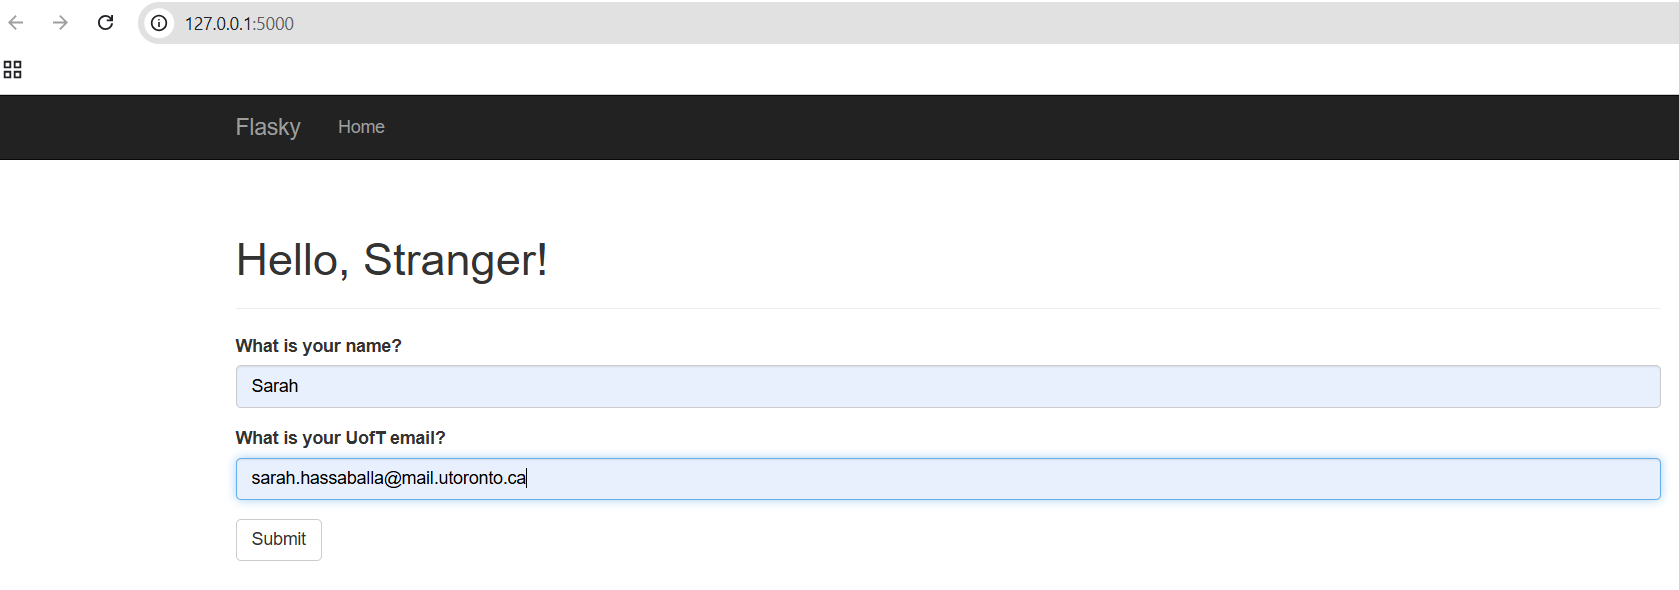 127.0.0.1:5000
Flasky Home
Hello, Stranger!
What is your name?
Sarah
What is your UofT email?
sarah.hassaballa@mail.utoronto.ca
Submit